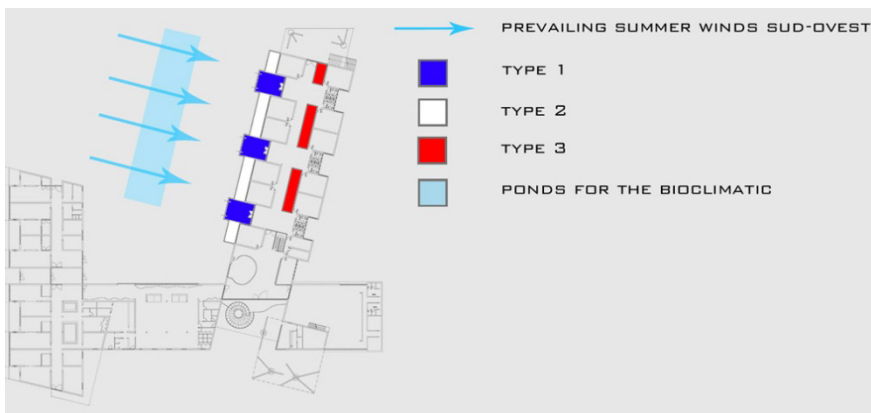 PREVAILING SUMMER WINDS SUD-OVEST
TYPE 1
TYPE 2
TYPE 3
PONDS FOR THE BIOCLIMATIC